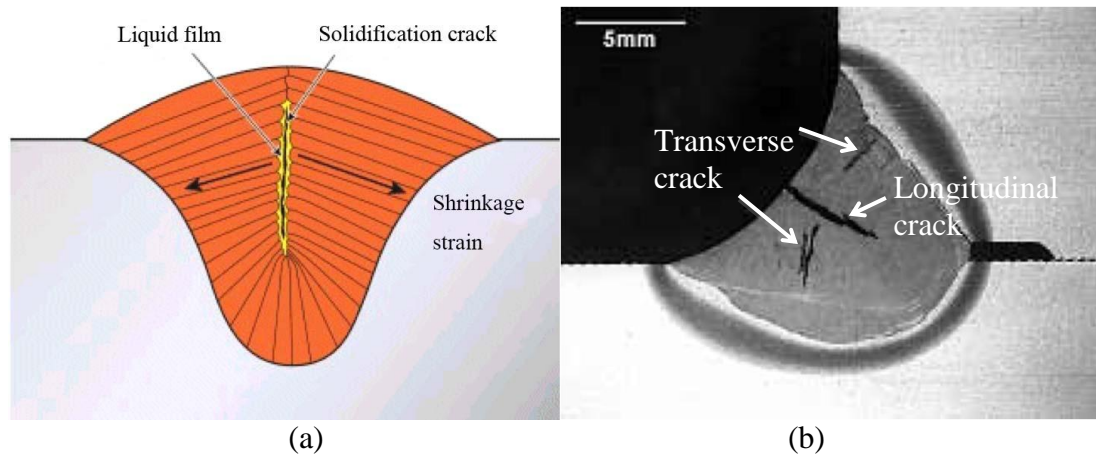 Liquid film
Solidification crack
Shrinkage
strain
5mm
Transverse
crack
Longitudinal
crack
(a)
(b)